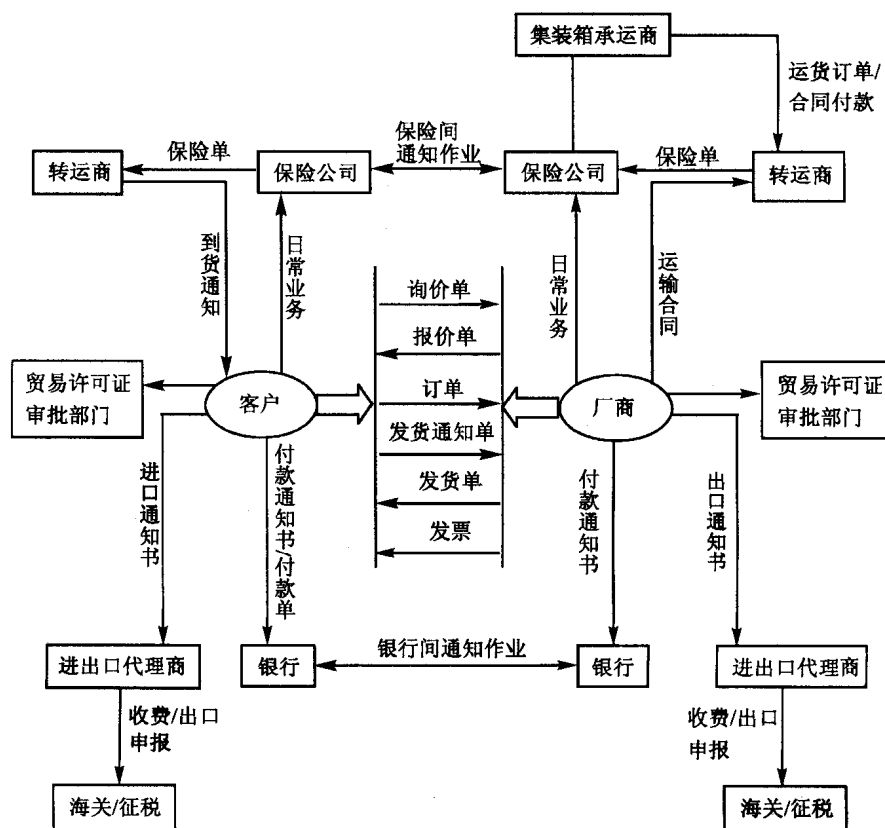 集装箱承运商
运货订单/
合同付款
保险间
通知作业
转运商
保险单
保险公司
保险公司
保险单
转运商
到货通知
日常业务
日常业务
运输合同
询价单
报价单
贸易许可证
审批部门
客户
订单
厂商
贸易许可证
审批部门
发货通知单
发货单
发票
进口通知书
付款通知书/付款单
付款通知书
出口通知书
进出口代理商
银行
银行间通知作业
银行
进出口代理商
收费/出口
申报
收费/出口
申报
海关/征税
海关/征税